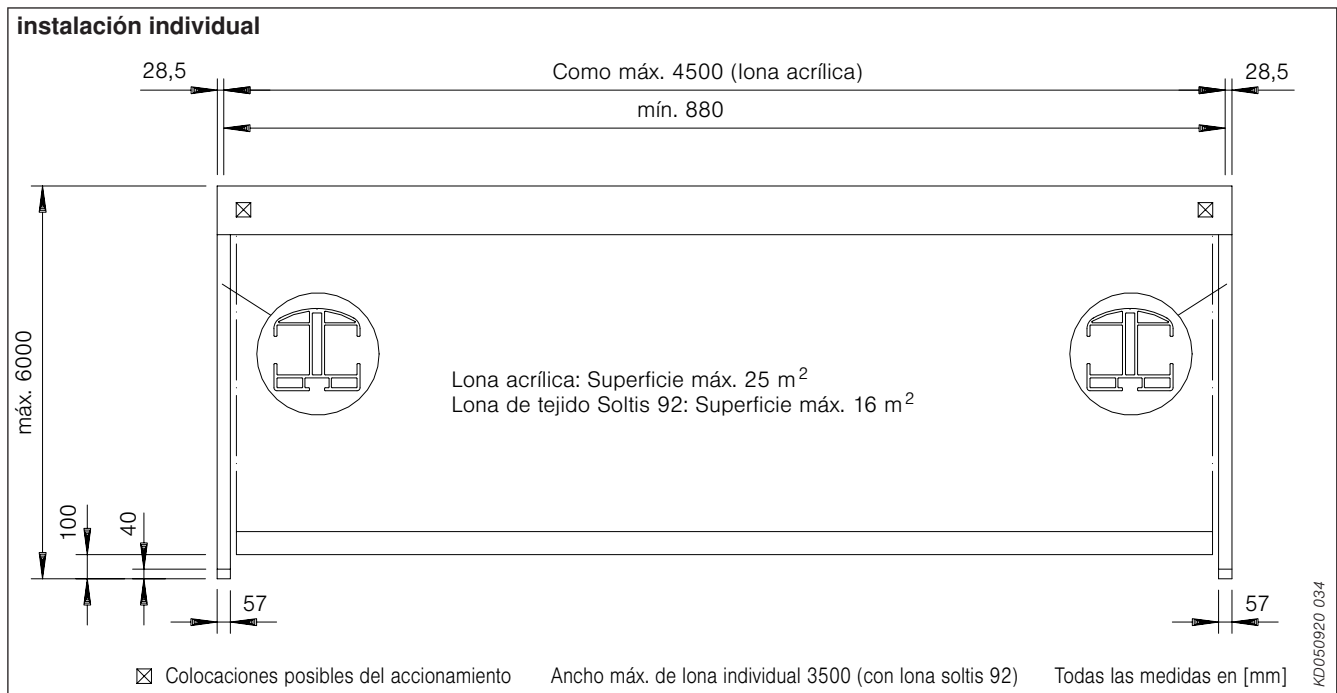 instalación individual
28,5
Como máx. 4500 (lona acrílica)
28,5
mín. 880
máx. 6000
Lona acrílica: Superficie máx. 25 m²
Lona de tejido Soltis 92: Superficie máx. 16 m²
100
40
57
57
Colocaciones posibles del accionamiento
Ancho máx. de lona individual 3500 (con lona soltis 92)
Todas las medidas en [mm]
KD050920 034